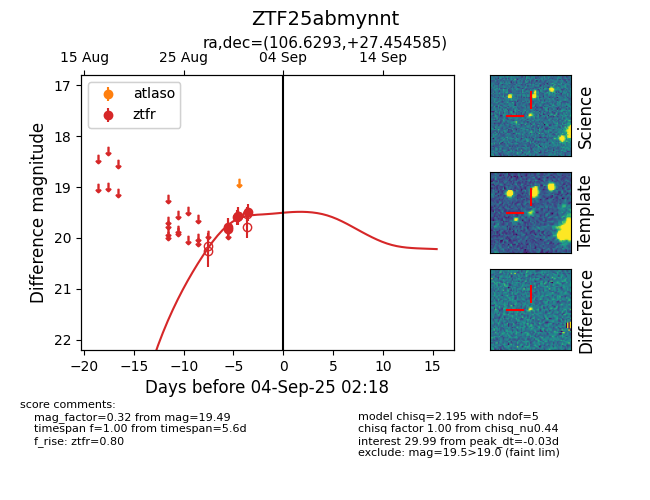 ZTF25abmynnt
ra,dec=(106.6293,+27.454585)
15 Aug
25 Aug
04 Sep
14 Sep
atlaso
ztfr
17
18
19
20
21
22
Difference magnitude
−20
−15
−10
−5
0
5
10
15
Days before 04-Sep-25 02:18
Science
Template
Difference
score comments:
mag_factor=0.32 from mag=19.49
timespan f=1.00 from timespan=5.6d
f_rise: ztfr=0.80
model chisq=2.195 with ndof=5
chisq factor 1.00 from chisq_nu0.44
interest 29.99 from peak_dt=-0.03d
exclude: mag=19.5>19.0 (faint lim)